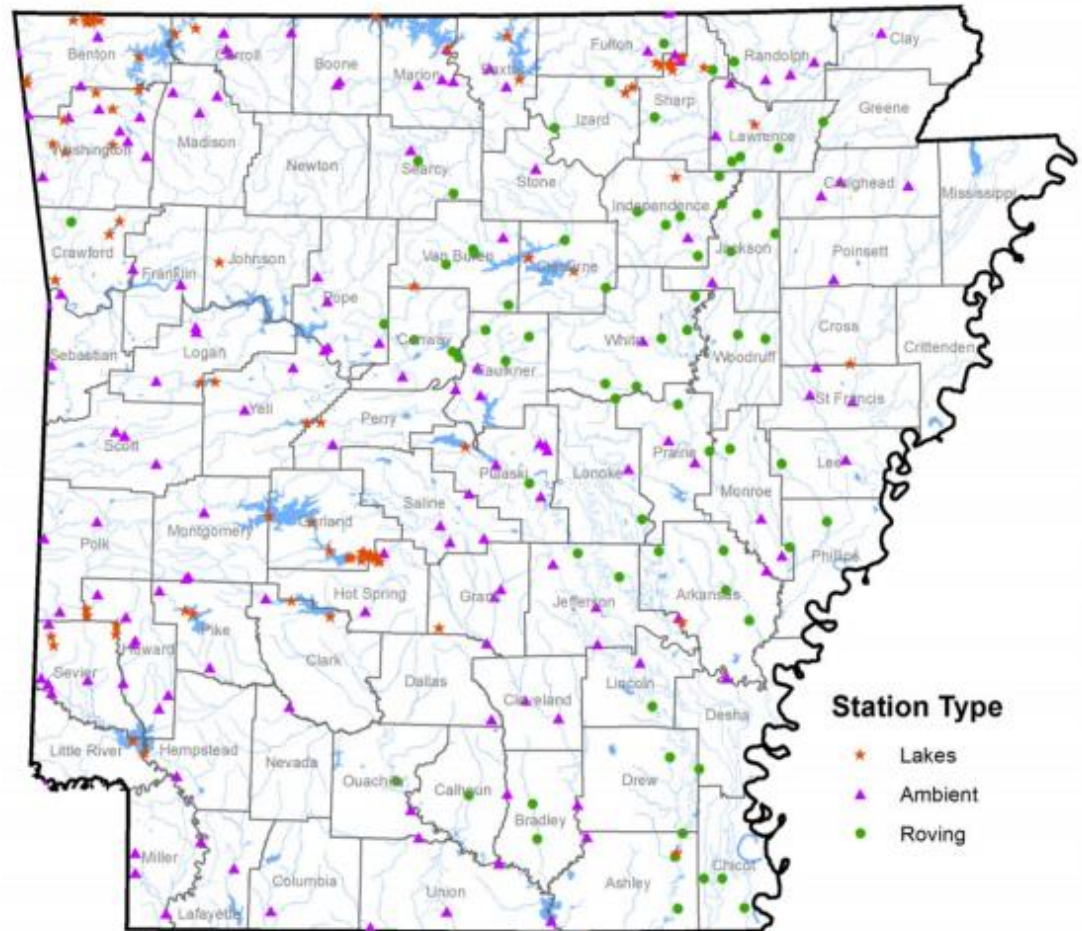 Benton
Carroll
Boone
Marion
Baxter
Fulton
Randolph
Clay
Washington
Madison
Newton
Searcy
Stone
Izard
Sharp
Lawrence
Greene
Independence
Craighead
Mississippi
Crawford
Franklin
Johnson
Van Buren
Cleburne
Jackson
Poinsett
Pope
Sebastian
Logan
Conway
Faulkner
White
Woodruff
Cross
Crittenden
Yell
Perry
St Francis
Scott
Pulaski
Lonoke
Prairie
Monroe
Lee
Polk
Montgomery
Garland
Saline
Phillips
Hot Spring
Grant
Jefferson
Arkansas
Sevier
Howard
Pike
Clark
Dallas
Cleveland
Lincoln
Desha
Little River
Hempstead
Nevada
Ouachita
Calhoun
Bradley
Drew
Miller
Lafayette
Columbia
Union
Ashley
Chicot
Station Type
Lakes
Ambient
Roving